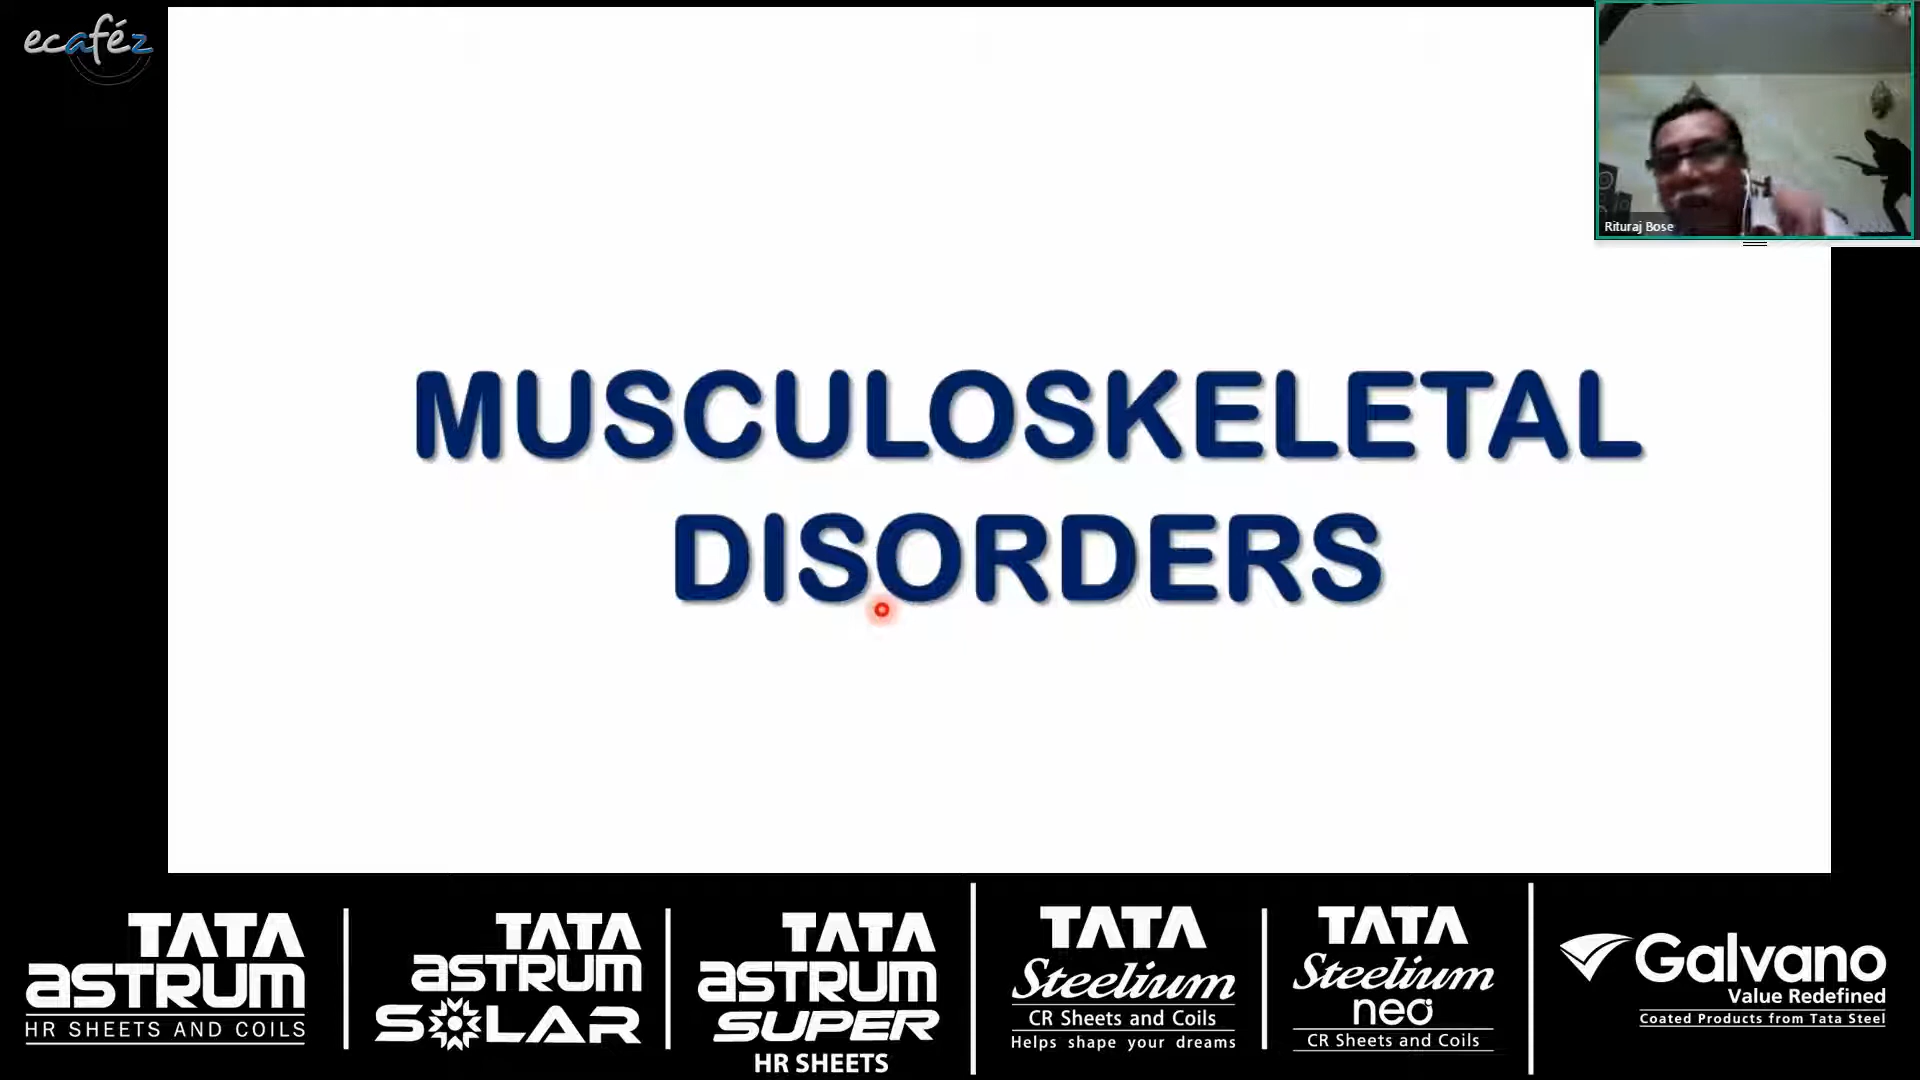 ecaféz
Rituraj Bose
MUSCULOSKELETAL
DISORDERS
TATA
ASTRUM
HR SHEETS AND COILS
TATA
ASTRUM
SOLAR
TATA
ASTRUM
SUPER
HR SHEETS
TATA
Steelium
CR Sheets and Coils
Helps shape your dreams
TATA
Steelium
neo
CR Sheets and Coils
Galvano
Value Redefined
Coated Products from Tata Steel